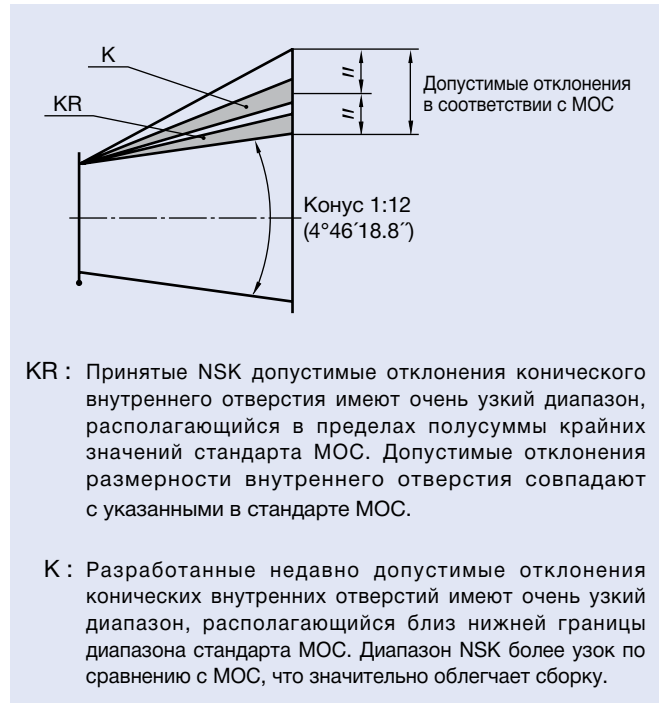 K
KR
=
=
Допустимые отклонения
в соответствии с МОС
Конус 1:12
(4°46´18.8˝)
KR : Принятые NSK допустимые отклонения конического
внутреннего отверстия имеют очень узкий диапазон,
располагающийся в пределах полусуммы крайних
значений стандарта МОС. Допустимые отклонения
размерности внутреннего отверстия совпадают
с указанными в стандарте МОС.
K : Разработанные недавно допустимые отклонения
конических внутренних отверстий имеют очень узкий
диапазон, располагающийся близ нижней границы
диапазона стандарта МОС. Диапазон NSK более узок по
сравнению с МОС, что значительно облегчает сборку.